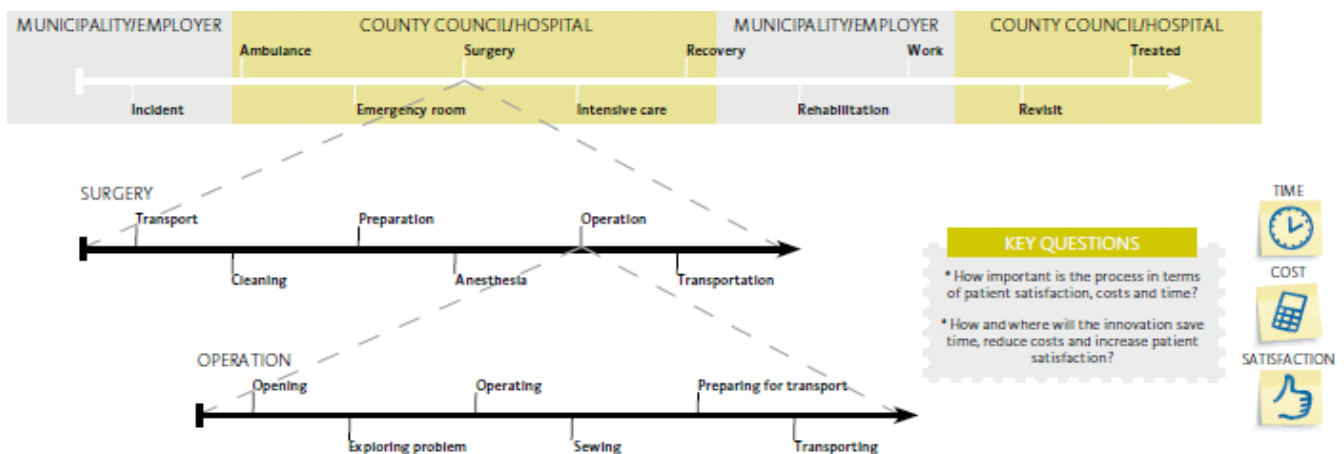 MUNICIPALITY/EMPLOYER
COUNTY COUNCIL/HOSPITAL
MUNICIPALITY/EMPLOYER
COUNTY COUNCIL/HOSPITAL
Ambulance
Surgery
Recovery
Work
Treated
Incident
Emergency room
Intensive care
Rehabilitation
Revisit
SURGERY
Transport
Preparation
Operation
Cleaning
Anesthesia
Transportation
OPERATION
Opening
Operating
Preparing for transport
Exploring problem
Sewing
Transporting
KEY QUESTIONS
* How important is the process in terms
of patient satisfaction, costs and time?
* How and where will the innovation save
time, reduce costs and increase patient
satisfaction?
TIME
COST
SATISFACTION